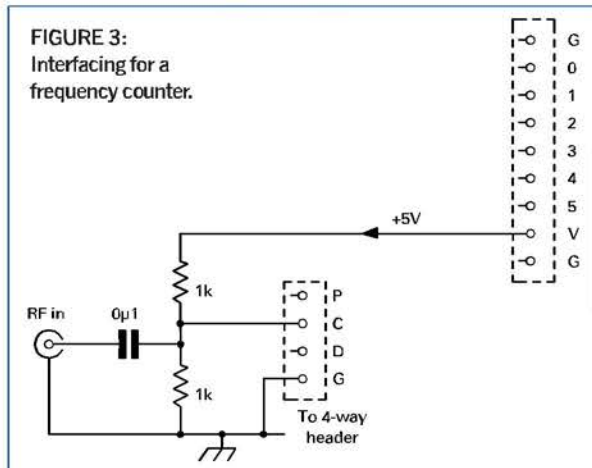 FIGURE 3:
Interfacing for a
frequency counter.
G
0
1
2
3
4
5
V
G
+5V
1k
P
C
D
G
RF in
0µ1
1k
To 4-way
header